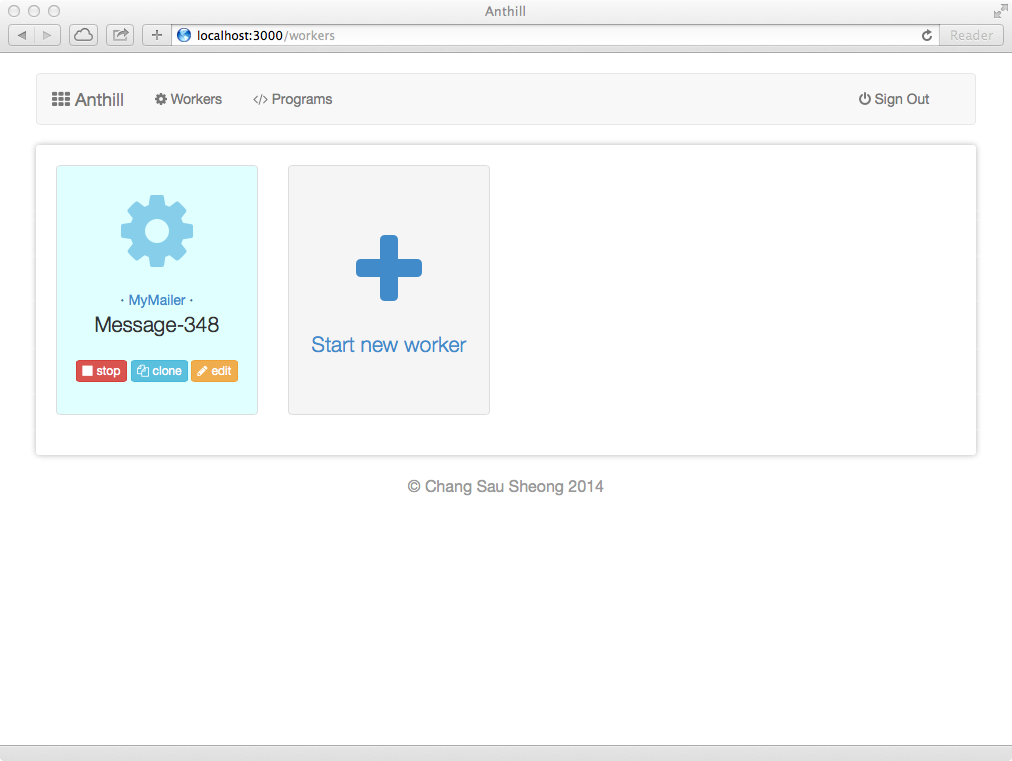 Anthill
localhost:3000/workers
Reader
Anthill Workers </> Programs Sign Out
· MyMailer ·
Message-348
stop clone edit
Start new worker
© Chang Sau Sheong 2014